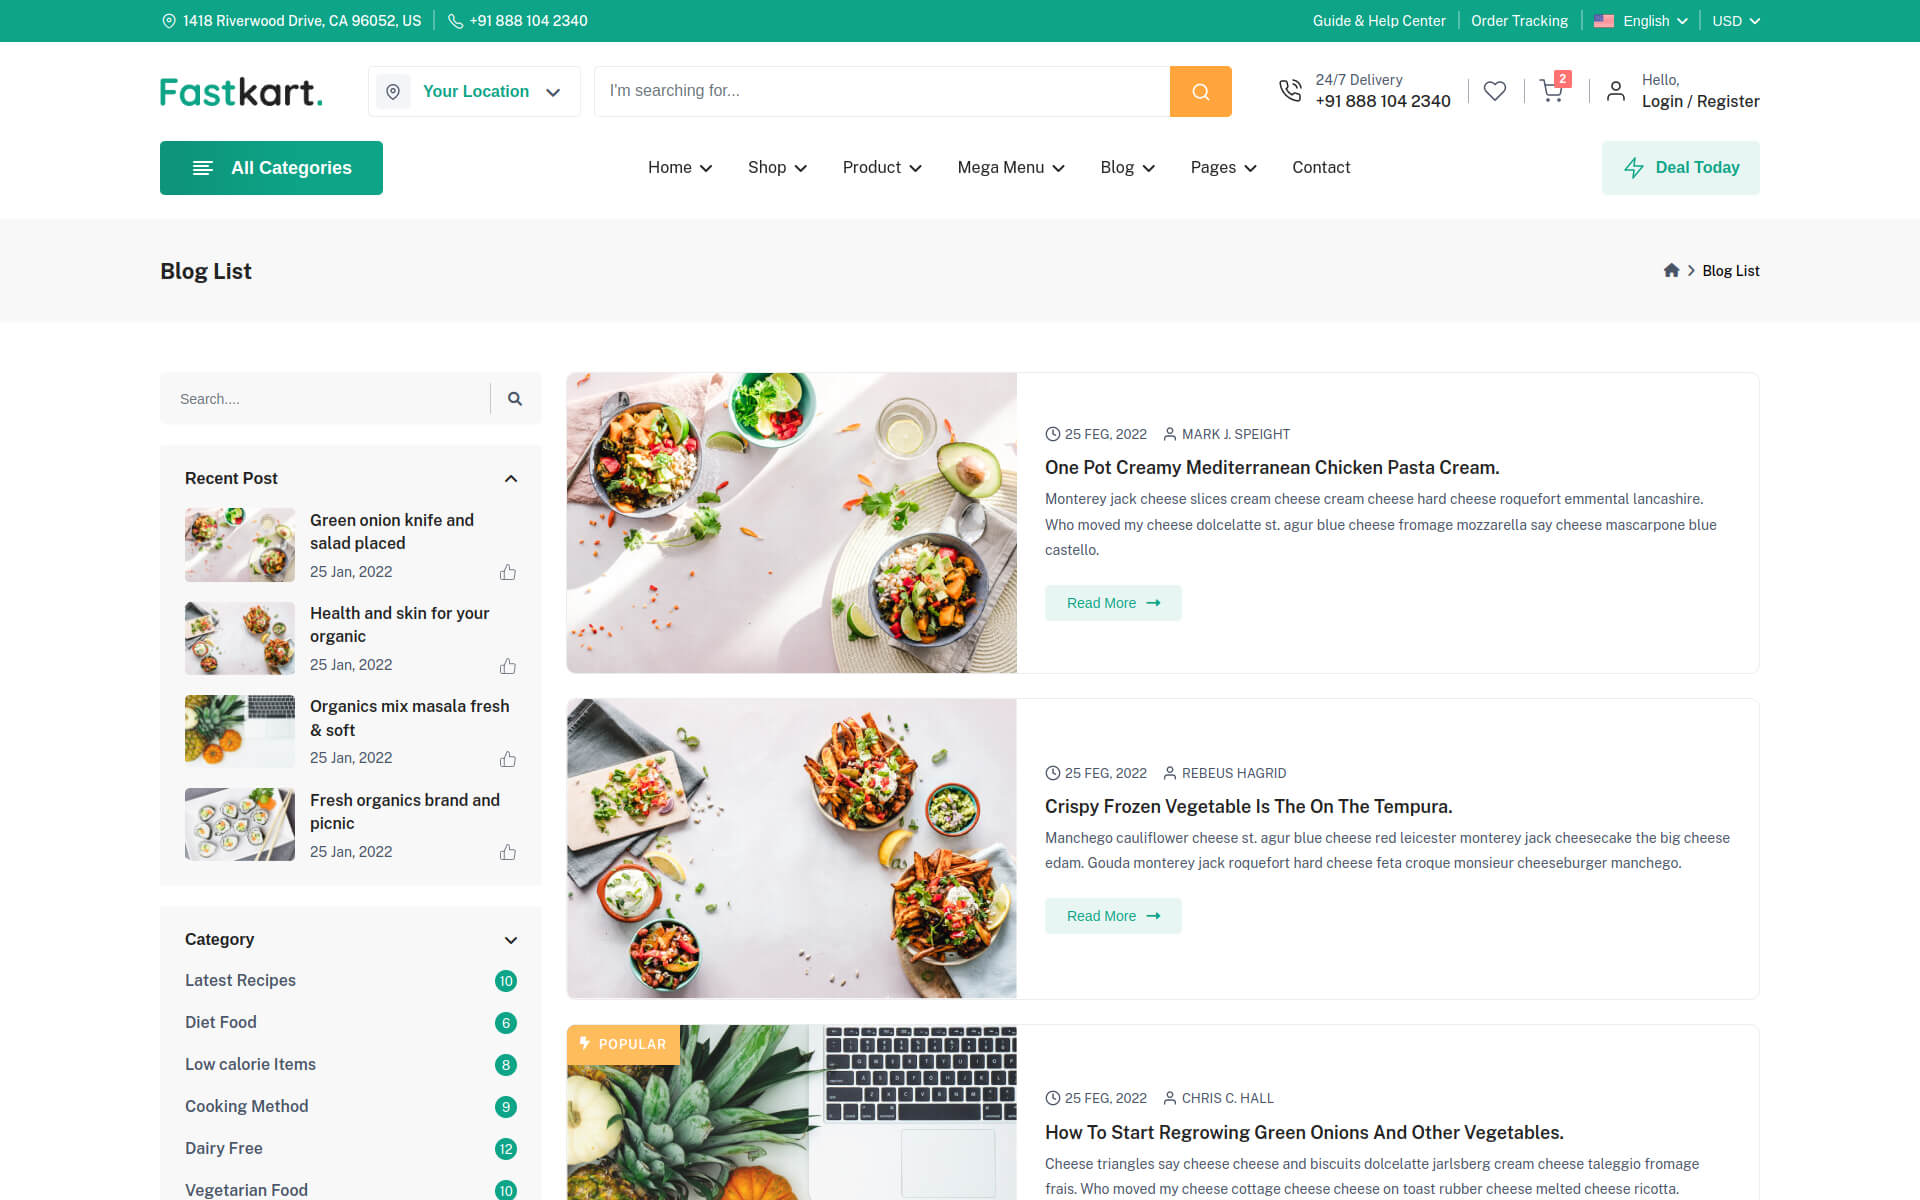 1418 Riverwood Drive, CA 96052, US
+91 888 104 2340
Guide & Help Center
Order Tracking
English
USD
Fastkart.
Your Location
I'm searching for...
24/7 Delivery
+91 888 104 2340
2
Hello,
Login / Register
All Categories
Home
Shop
Product
Mega Menu
Blog
Pages
Contact
Deal Today
Blog List
Blog List
Search....
Recent Post
Green onion knife and
salad placed
25 Jan, 2022
Health and skin for your
organic
25 Jan, 2022
Organics mix masala fresh
& soft
25 Jan, 2022
Fresh organics brand and
picnic
25 Jan, 2022
Category
Latest Recipes 10
Diet Food 6
Low calorie Items 8
Cooking Method 9
Dairy Free 12
Vegetarian Food 10
25 FEG, 2022 MARK J. SPEIGHT
One Pot Creamy Mediterranean Chicken Pasta Cream.
Monterey jack cheese slices cream cheese cream cheese hard cheese roquefort emmental lancashire.
Who moved my cheese dolcelatte st. agur blue cheese fromage mozzarella say cheese mascarpone blue
castello.
Read More
25 FEG, 2022 REBEUS HAGRID
Crispy Frozen Vegetable Is The On The Tempura.
Manchego cauliflower cheese st. agur blue cheese red leicester monterey jack cheesecake the big cheese
edam. Gouda monterey jack roquefort hard cheese feta croque monsieur cheeseburger manchego.
Read More
POPULAR
25 FEG, 2022 CHRIS C. HALL
How To Start Regrowing Green Onions And Other Vegetables.
Cheese triangles say cheese cheese and biscuits dolcelatte jarlsberg cream cheese taleggio fromage
frais. Who moved my cheese cottage cheese cheese on toast rubber cheese melted cheese ricotta.